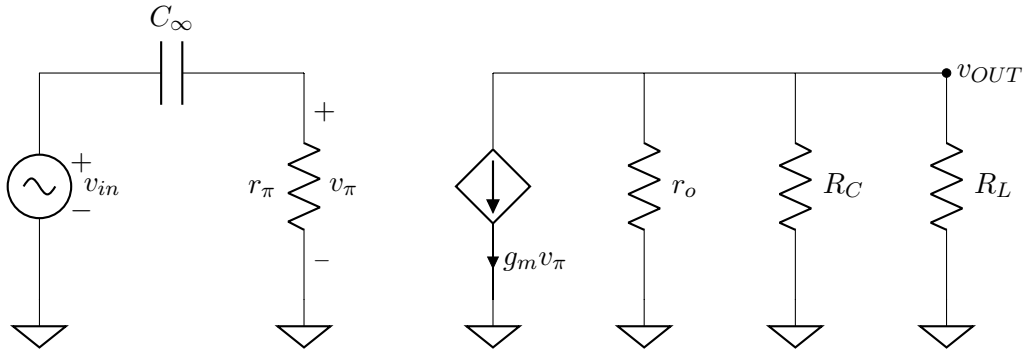 C∞
+
v_in
−
+
r_π
v_π
−
g_m v_π
r_o
R_C
R_L
v_OUT